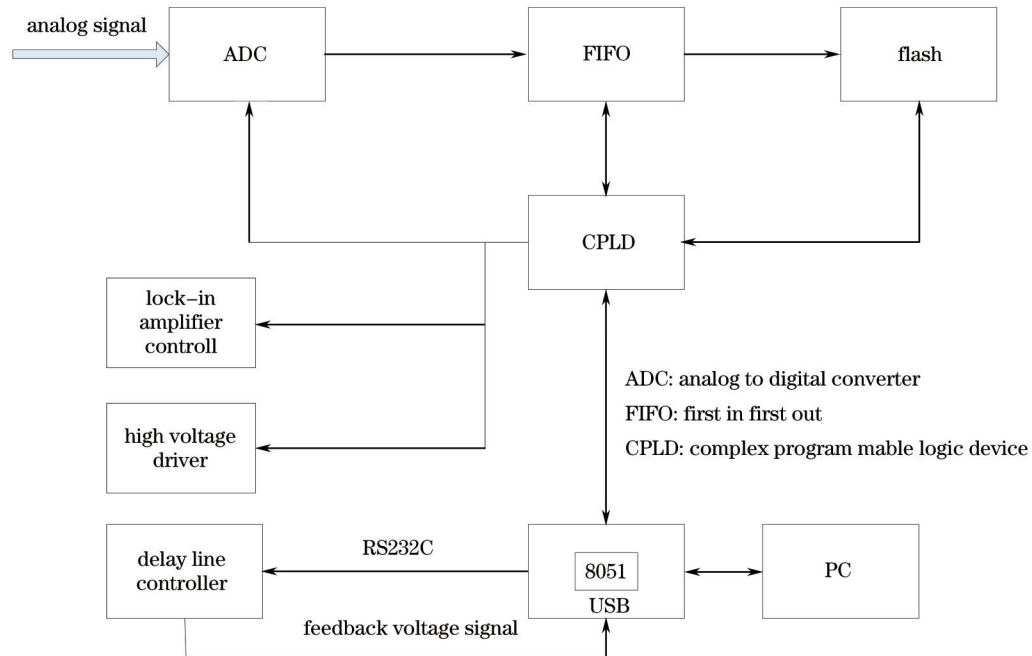 analog signal
ADC
FIFO
flash
CPLD
lock-in
amplifier
controll
ADC: analog to digital converter
FIFO: first in first out
CPLD: complex program mable logic device
high voltage
driver
delay line
controller
RS232C
8051
USB
PC
feedback voltage signal